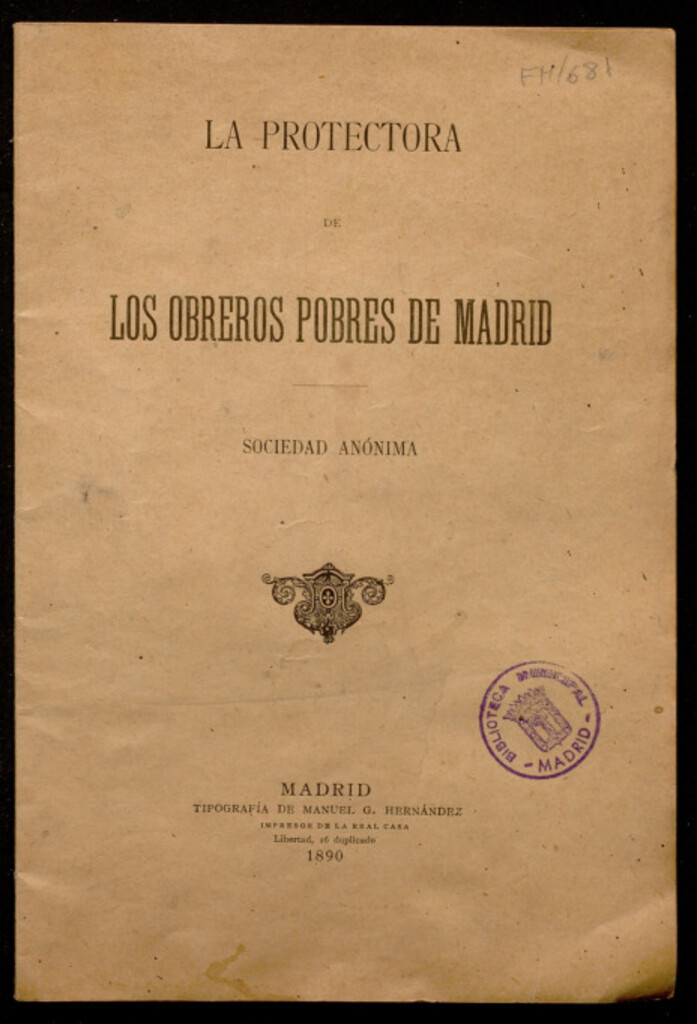 FM/681
LA PROTECTORA
DE
LOS OBREROS POBRES DE MADRID
SOCIEDAD ANÓNIMA
BIBLIOTECA MUNICIPAL
- MADRID -
MADRID
TIPOGRAFÍA DE MANUEL G. HERNÁNDEZ
IMPRESOR DE LA REAL CASA
Libertad, 16 duplicado
1890